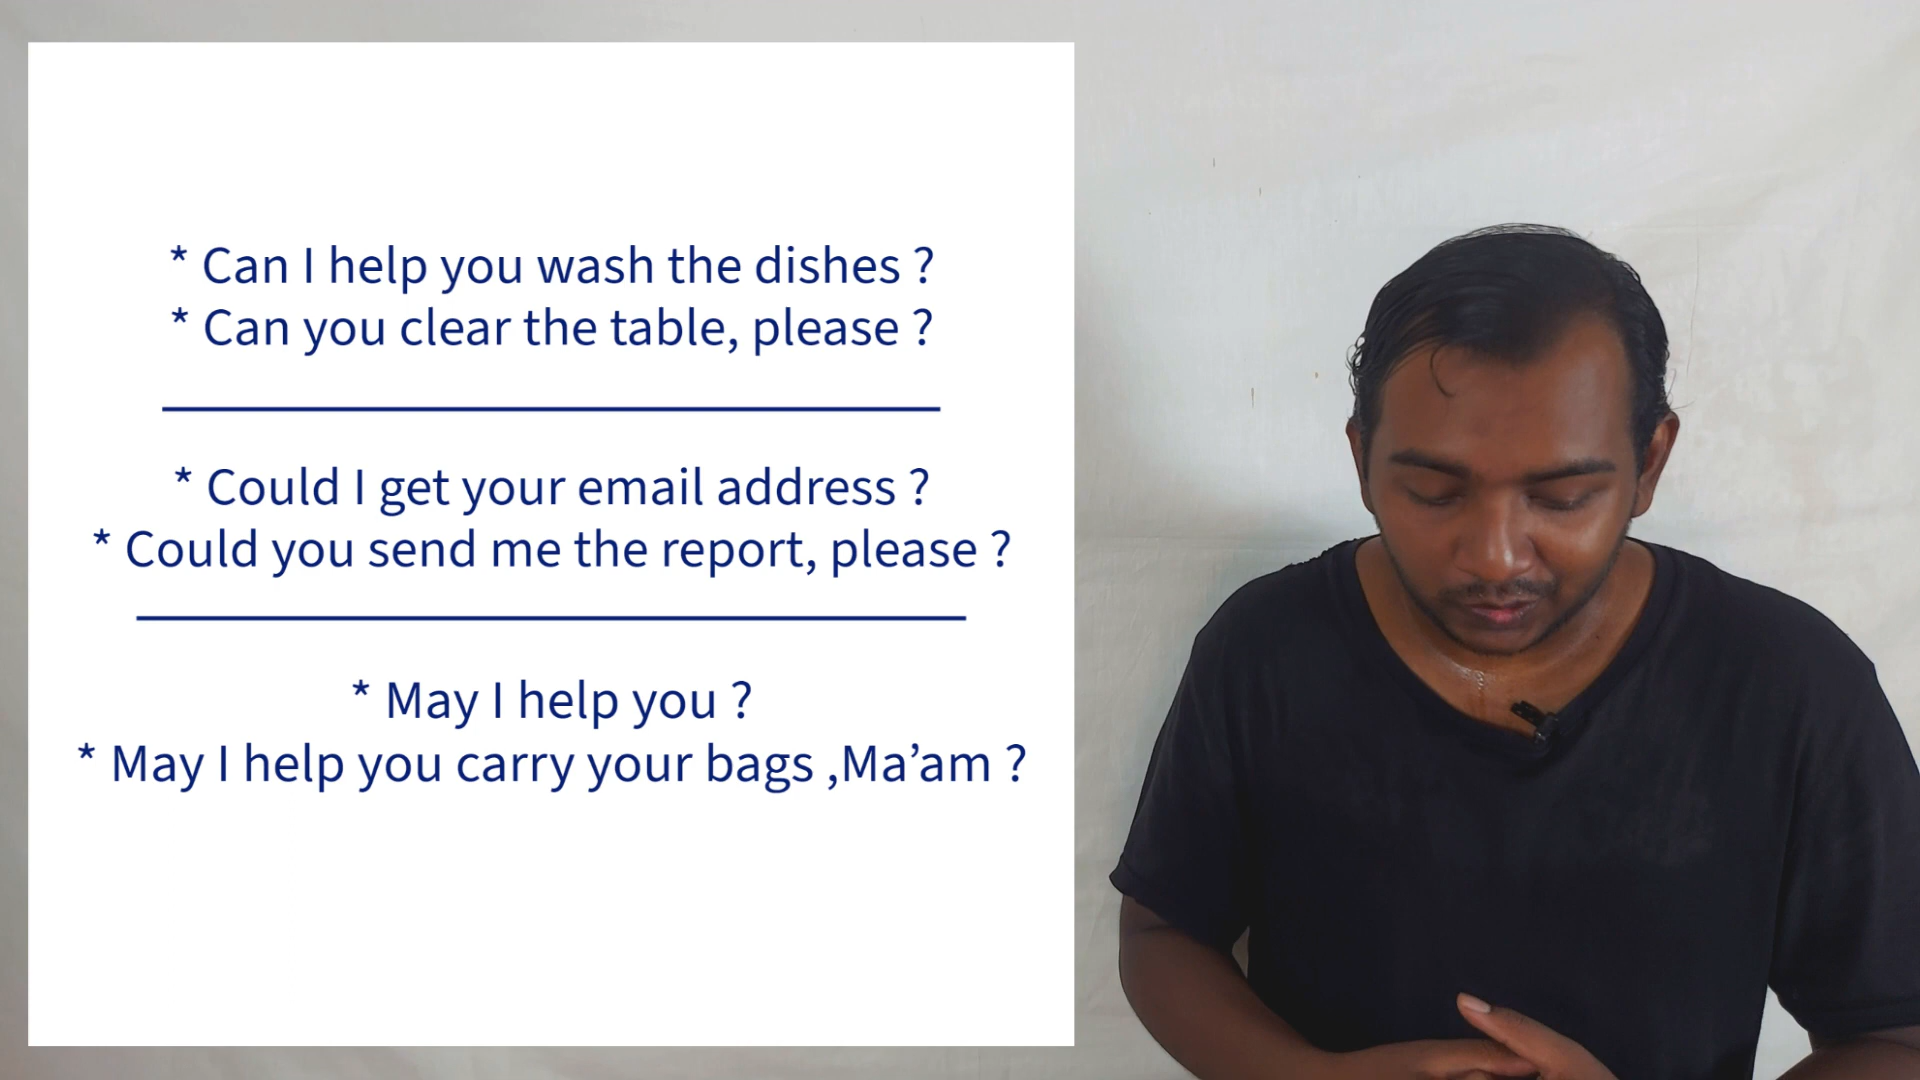 * Can I help you wash the dishes ?
* Can you clear the table, please ?
* Could I get your email address ?
* Could you send me the report, please ?
* May I help you ?
* May I help you carry your bags ,Ma’am ?